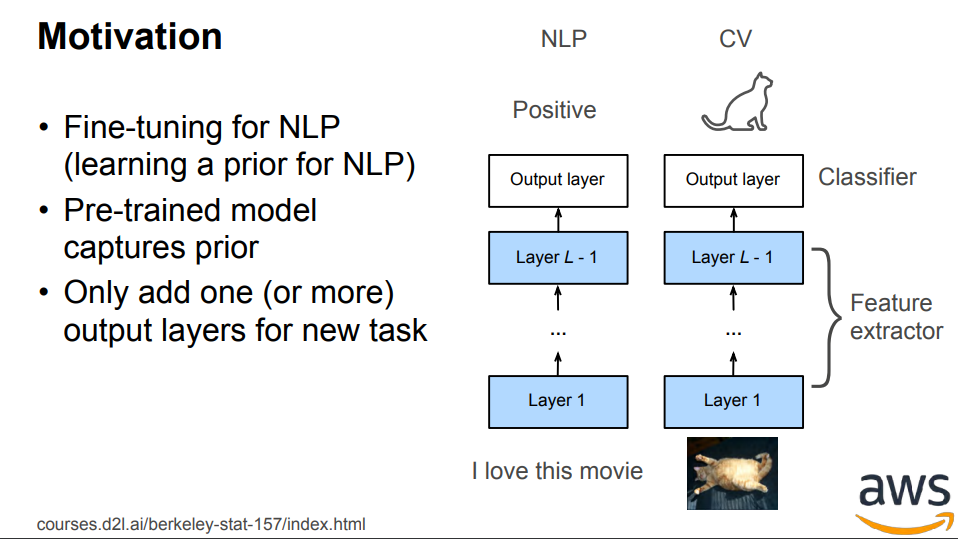 Motivation
NLP
CV
• Fine-tuning for NLP
(learning a prior for NLP)
• Pre-trained model
captures prior
• Only add one (or more)
output layers for new task
Positive
Output layer
Output layer
Classifier
Layer L - 1
Layer L - 1
...
...
Feature
extractor
Layer 1
Layer 1
I love this movie
courses.d2l.ai/berkeley-stat-157/index.html
aws